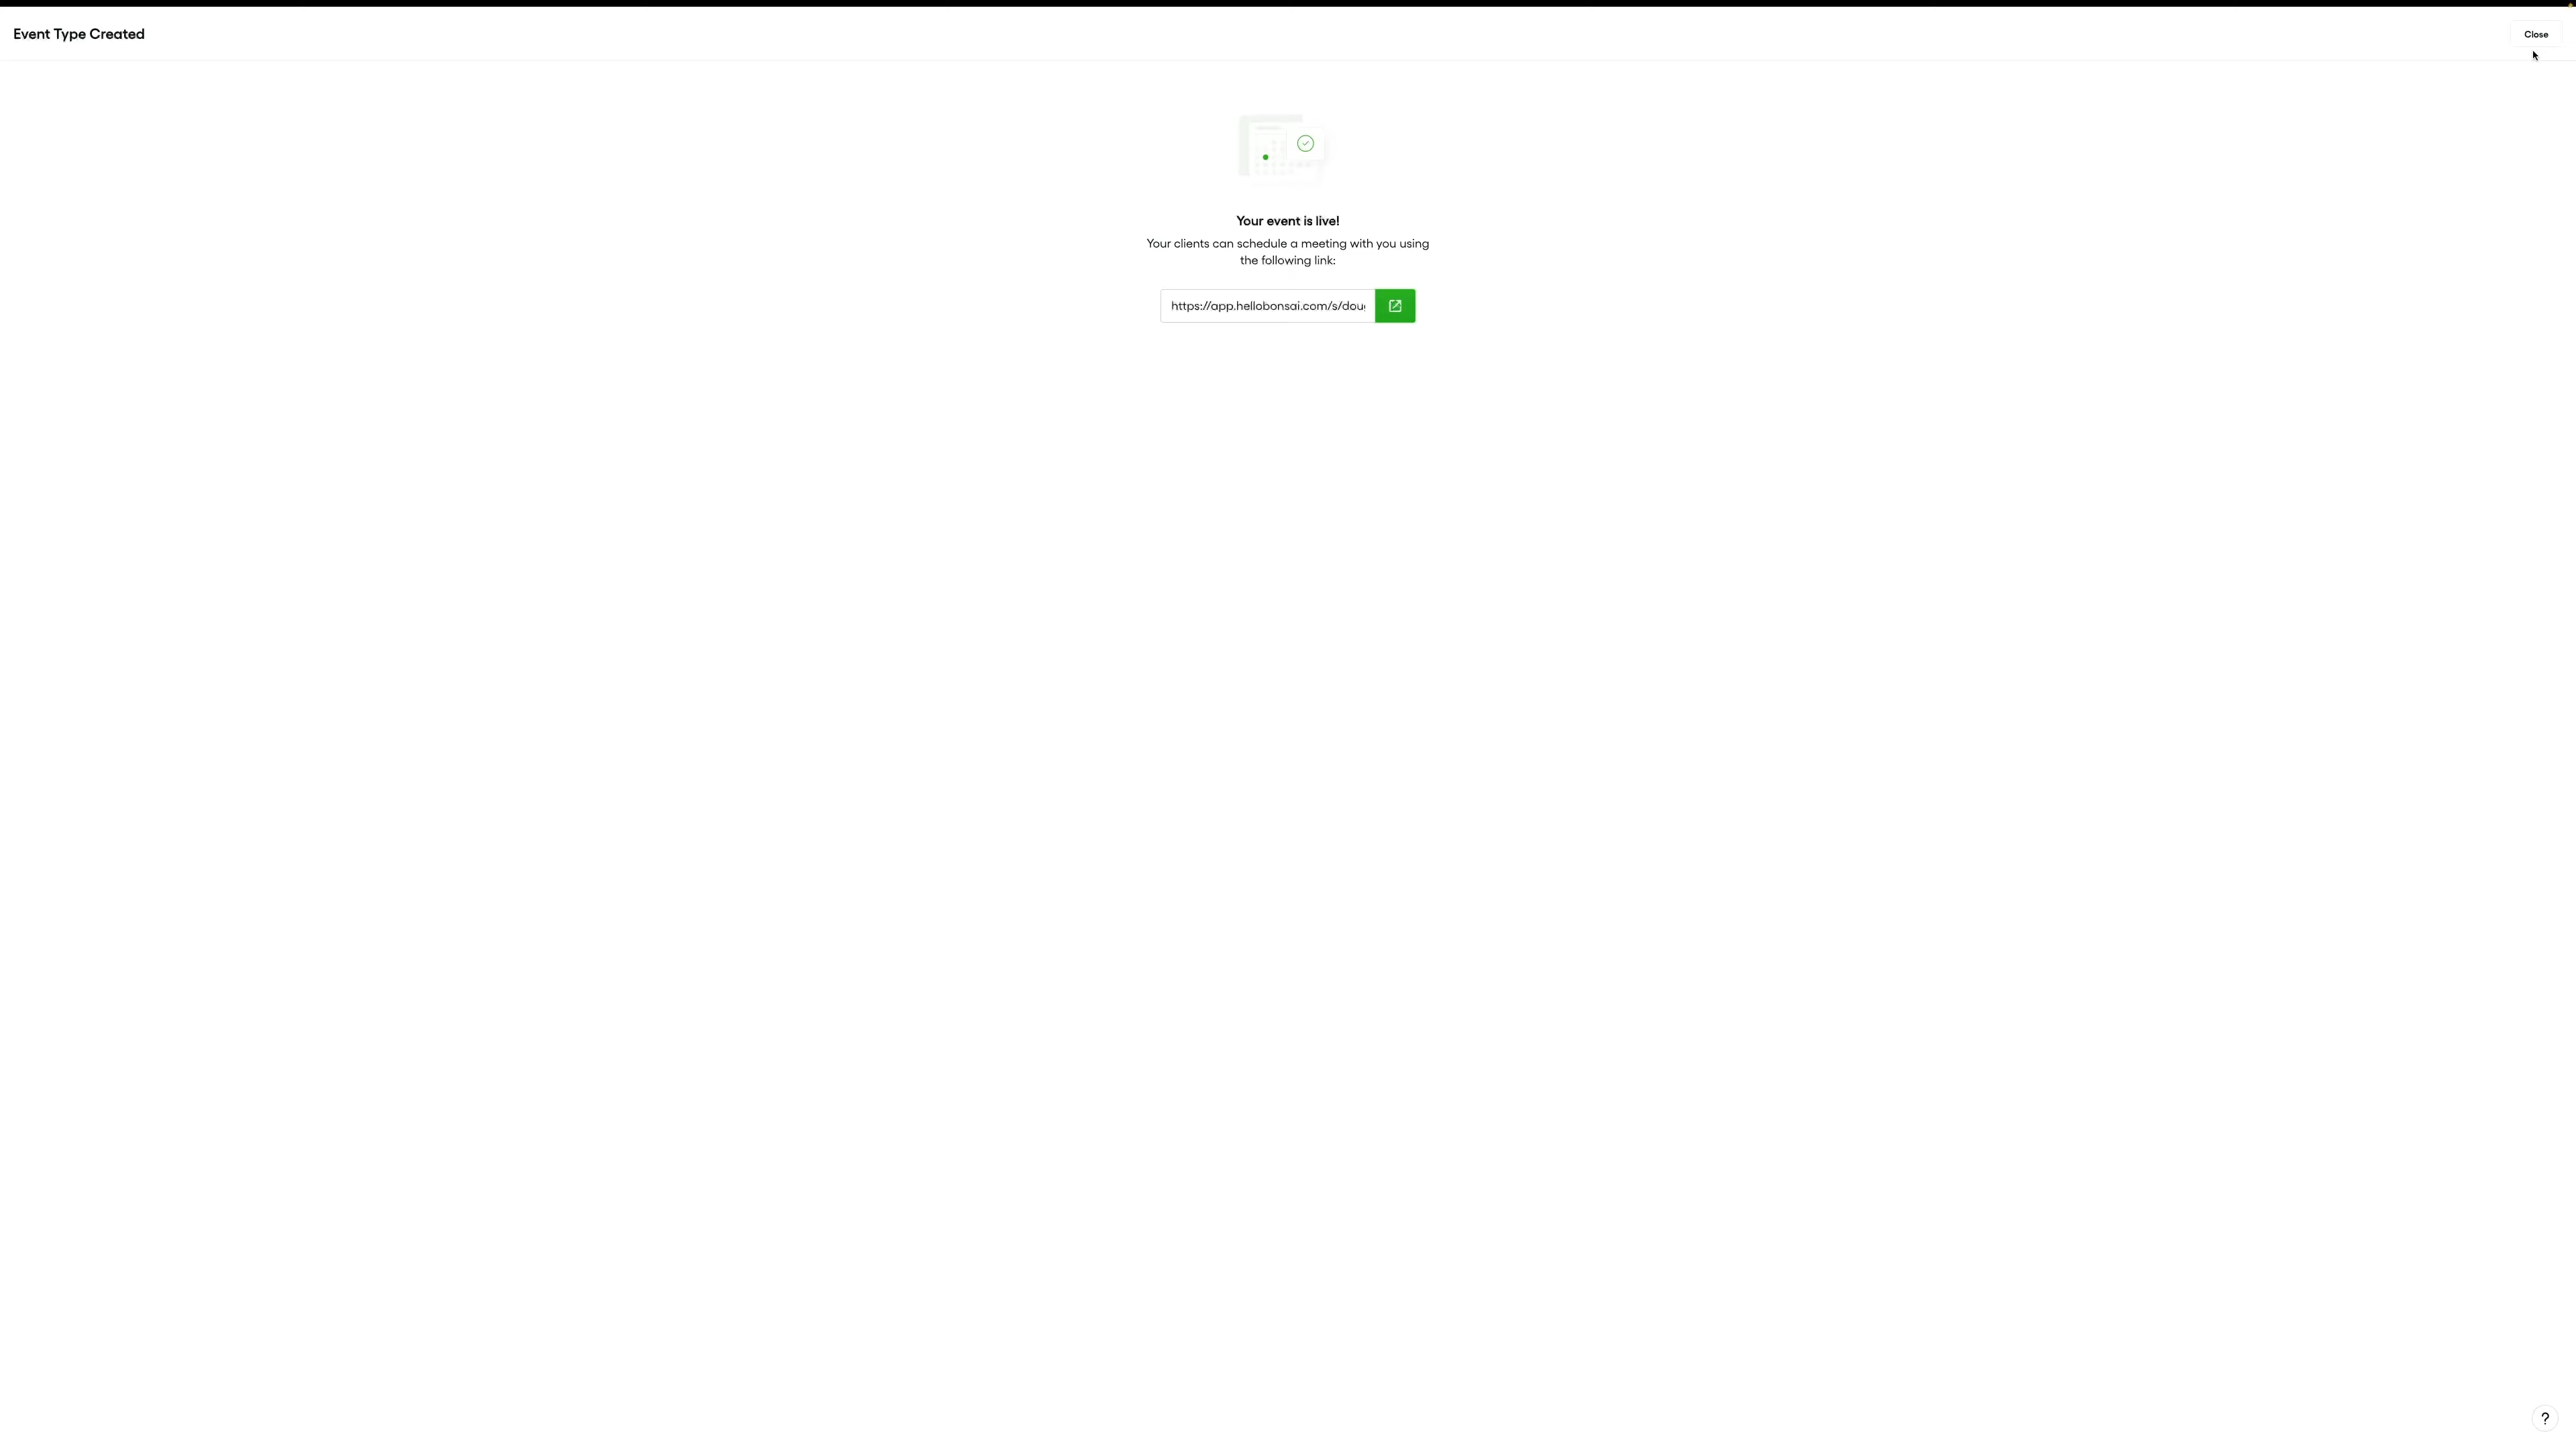 Event Type Created
Close
Your event is live!
Your clients can schedule a meeting with you using
the following link:
https://app.hellobonsai.com/s/doug
?